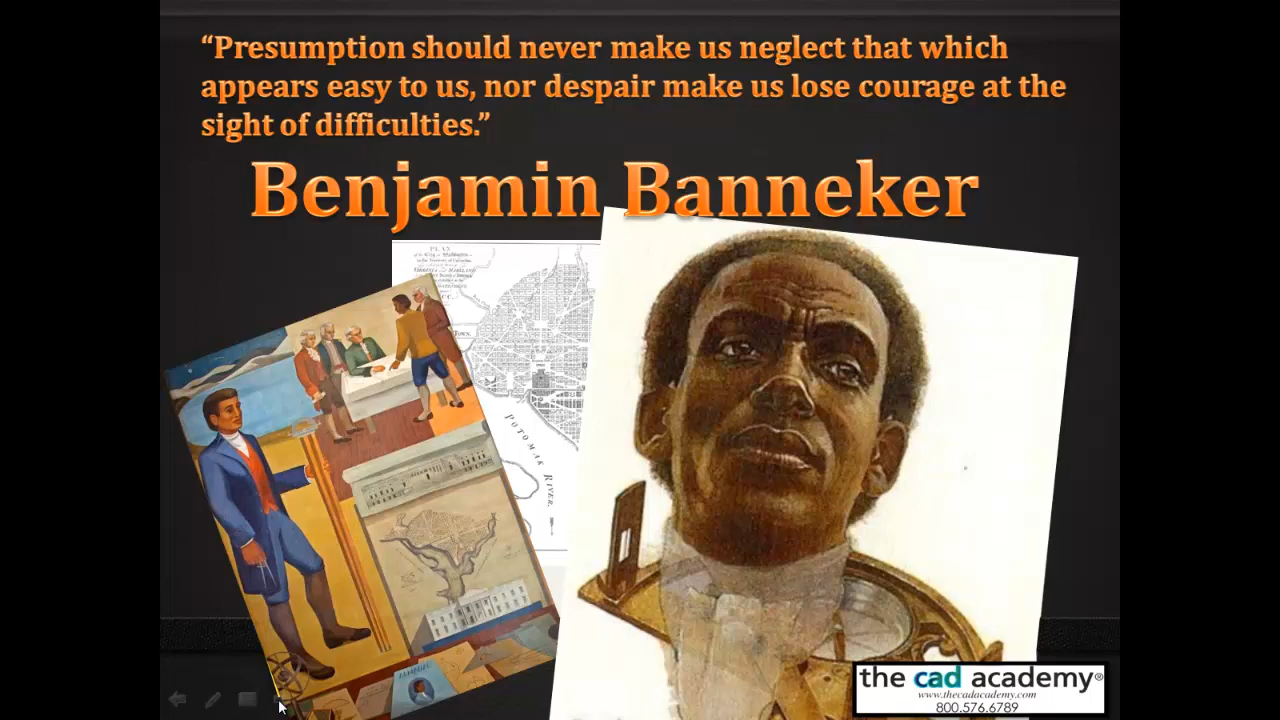 “Presumption should never make us neglect that which
appears easy to us, nor despair make us lose courage at the
sight of difficulties.”
Benjamin Banneker
PLAN
POTOMAK RIVER.
the cad academy®
www.thecadacademy.com
800.576.6789